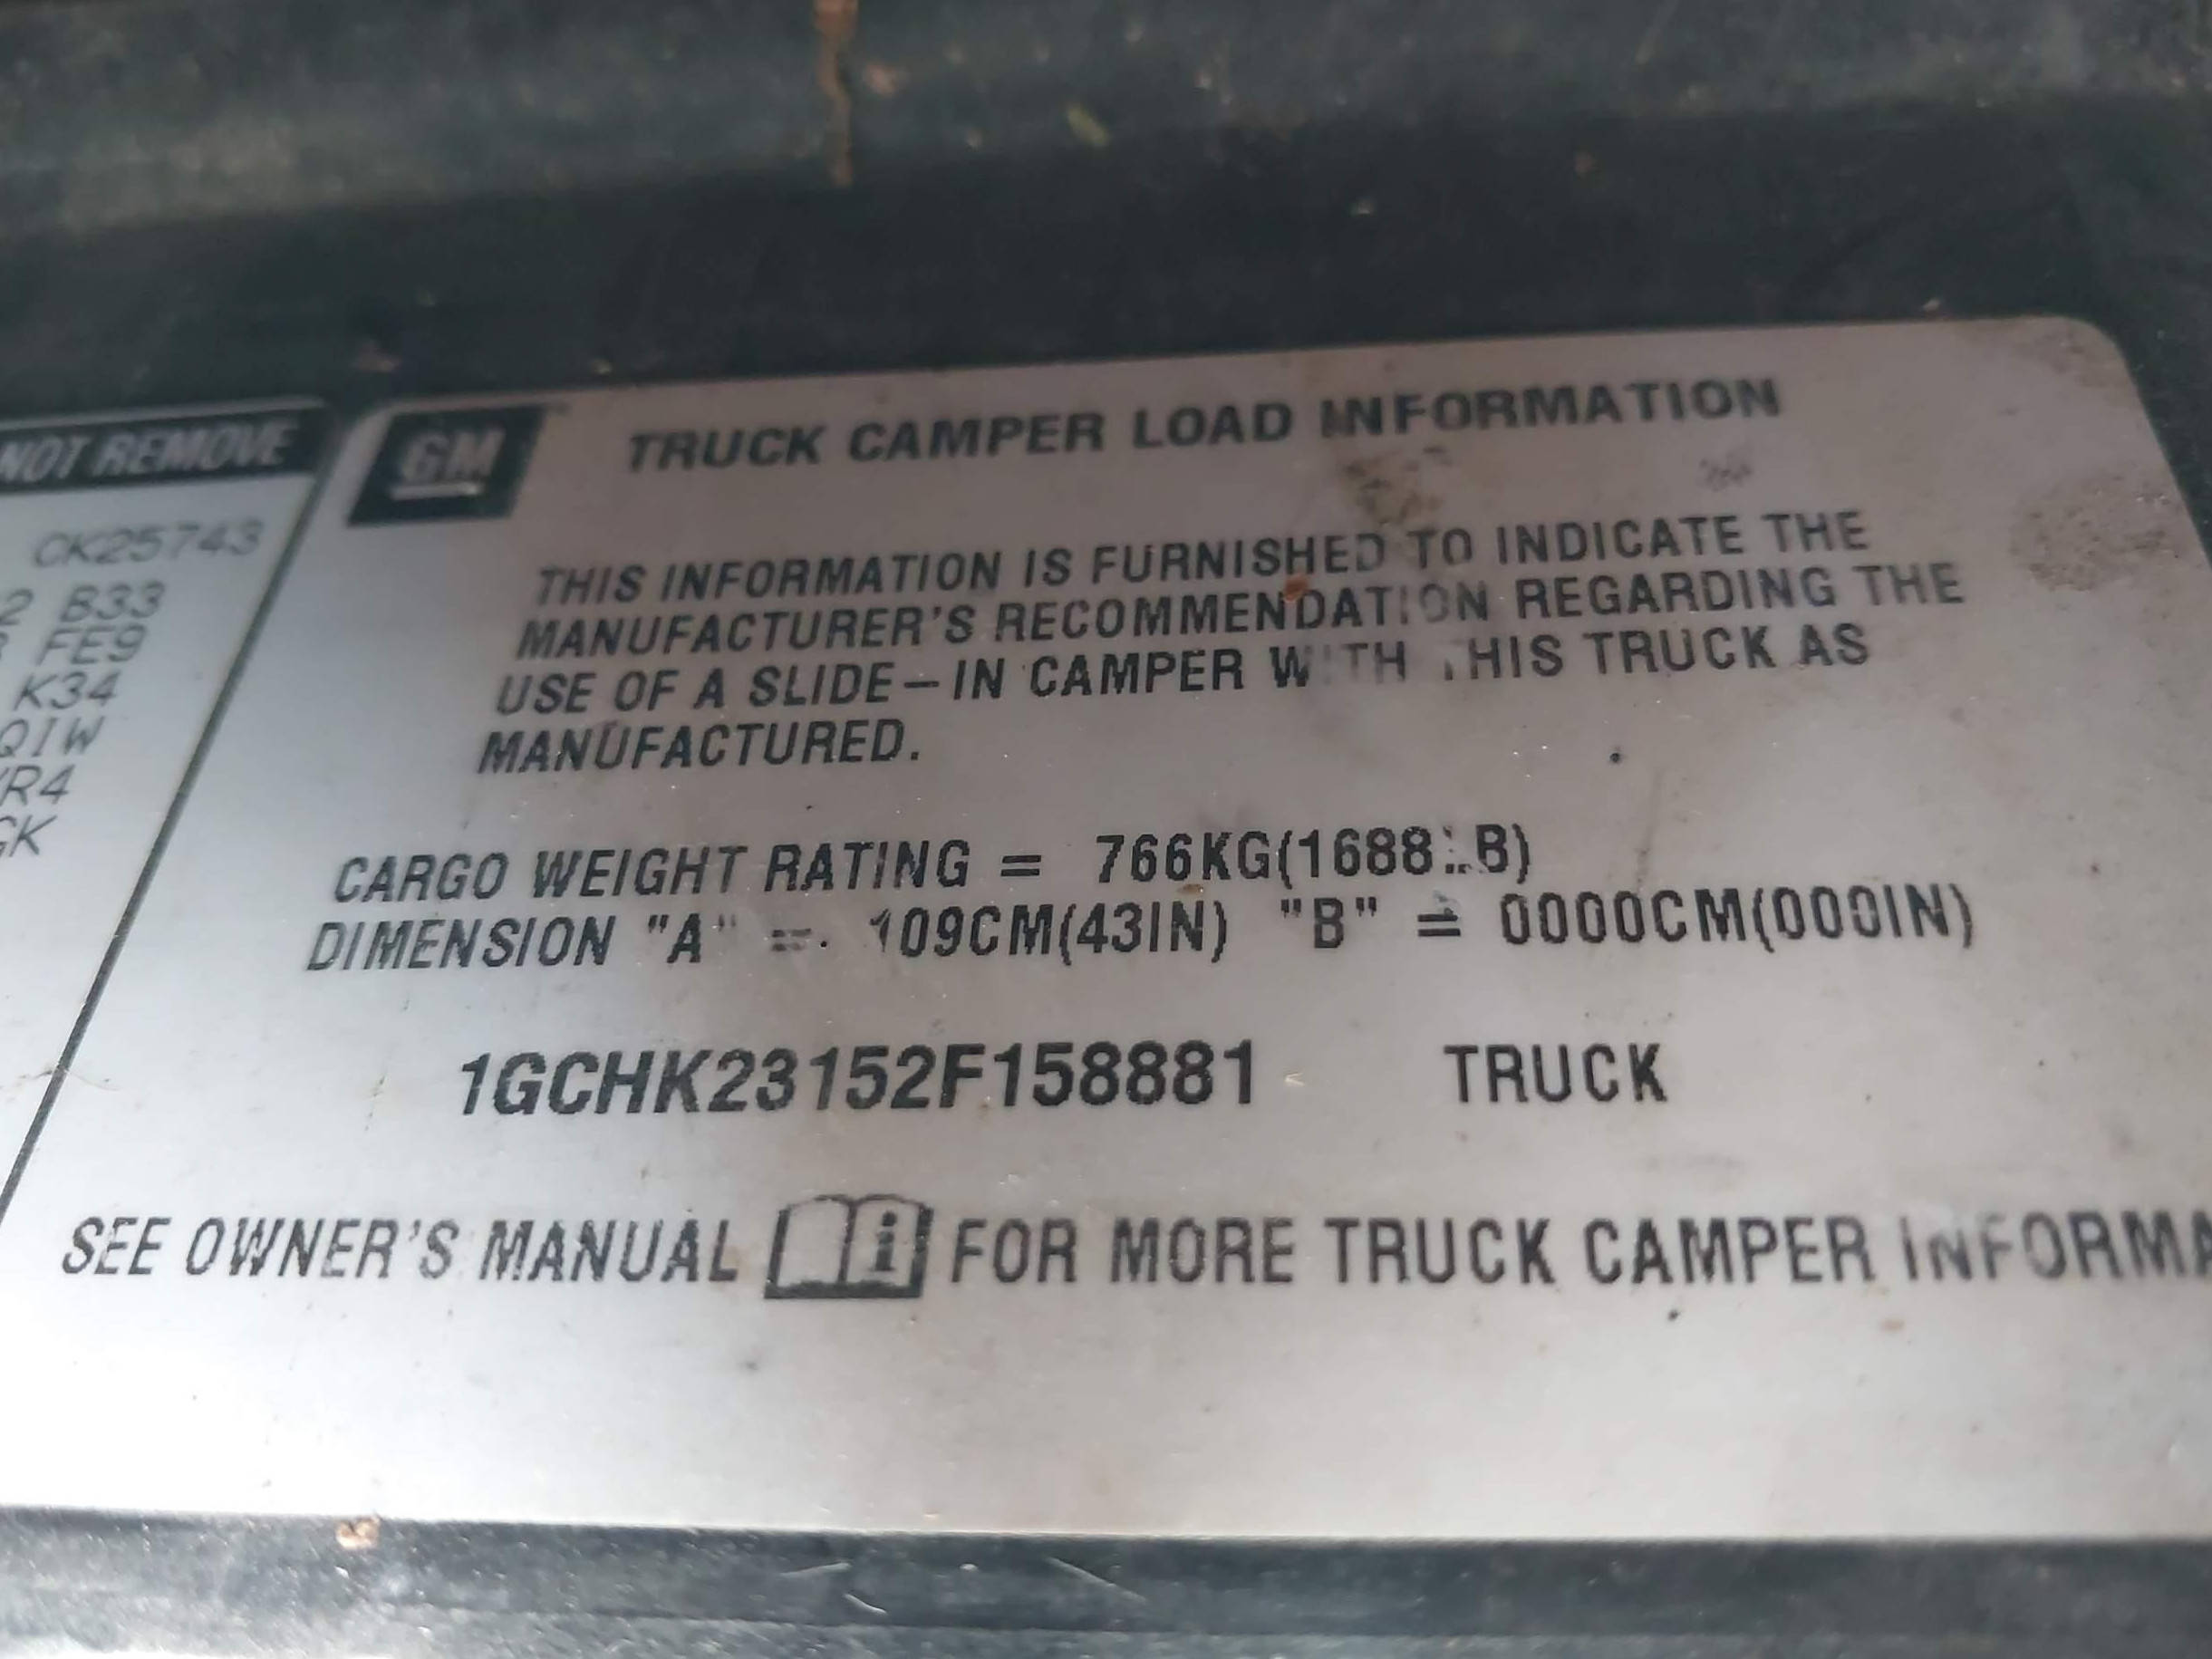 NOT REMOVE
CK25743
2 B33
FE9
K34
QIW
R4
GK
GM
TRUCK CAMPER LOAD INFORMATION
THIS INFORMATION IS FURNISHED TO INDICATE THE
MANUFACTURER'S RECOMMENDATION REGARDING THE
USE OF A SLIDE-IN CAMPER WITH THIS TRUCK AS
MANUFACTURED.
CARGO WEIGHT RATING = 766KG(1688LB)
DIMENSION "A" = 109CM(43IN) "B" = 0000CM(000IN)
1GCHK23152F158881 TRUCK
SEE OWNER'S MANUAL i FOR MORE TRUCK CAMPER INFORMA